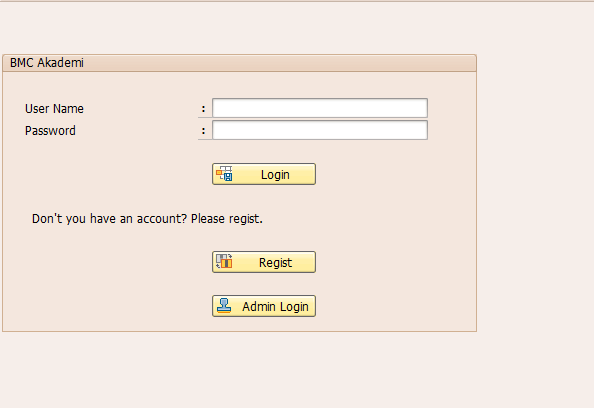 BMC Akademi
User Name :
Password :
Login
Don't you have an account? Please regist.
Regist
Admin Login